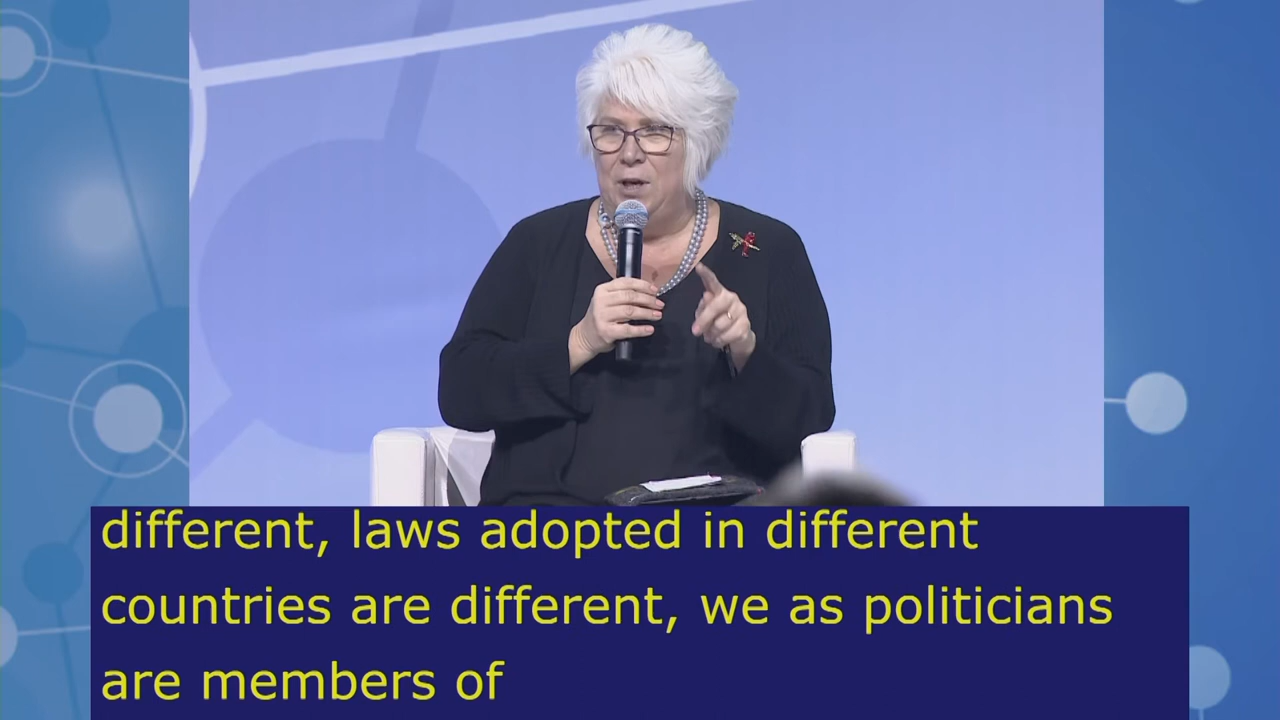 different, laws adopted in different
countries are different, we as politicians
are members of